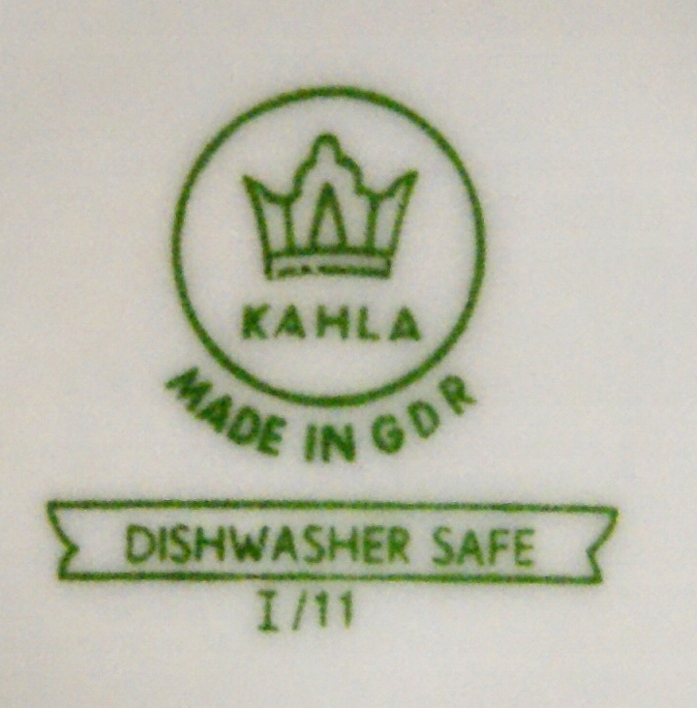 KAHLA
MADE IN GDR
DISHWASHER SAFE
I/11